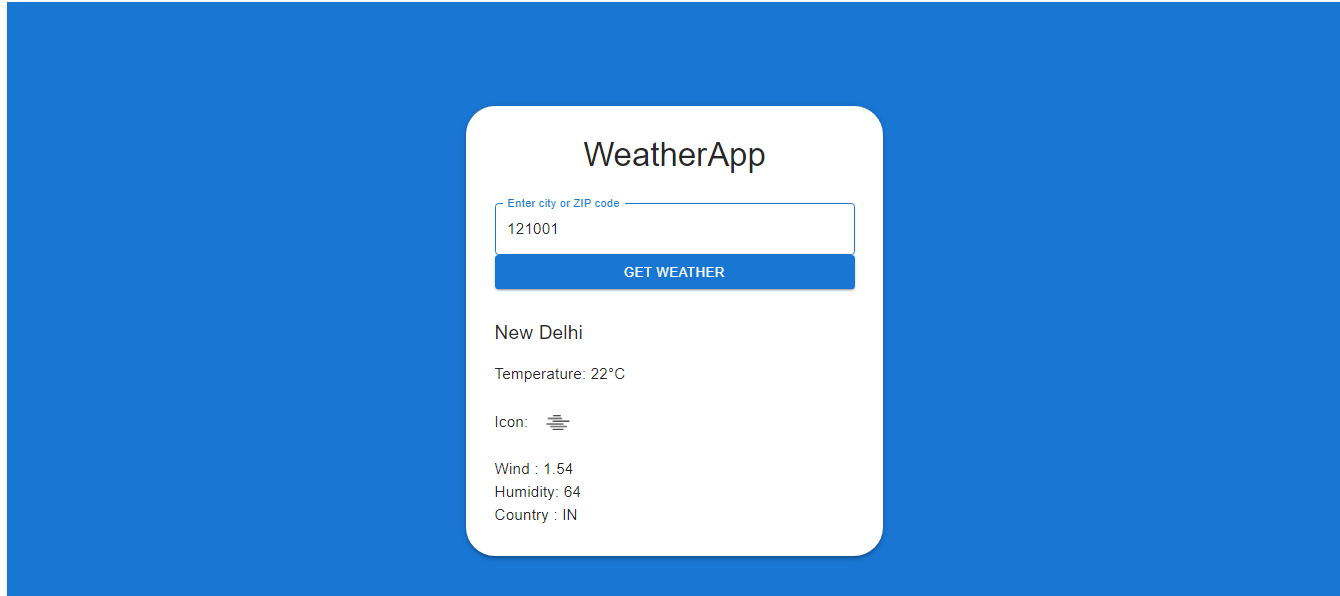 WeatherApp
Enter city or ZIP code
121001
GET WEATHER
New Delhi
Temperature: 22°C
Icon:
Wind : 1.54
Humidity: 64
Country : IN